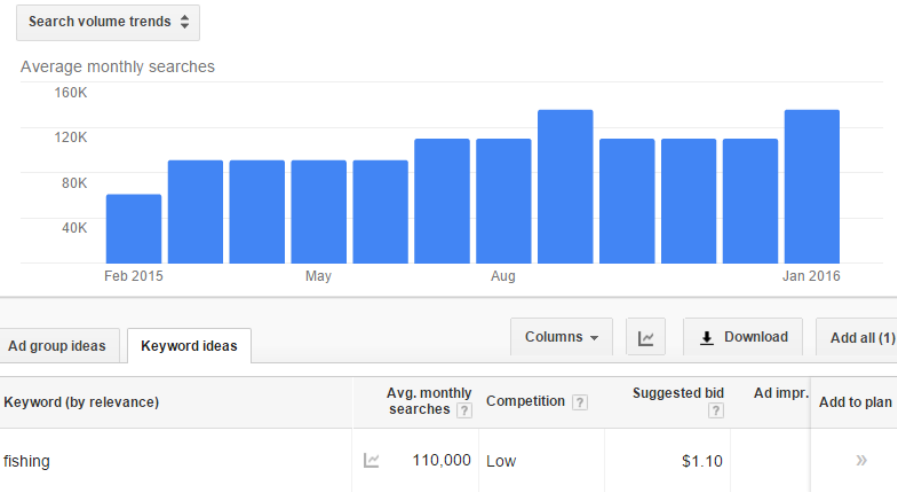 Search volume trends
Average monthly searches
160K
120K
80K
40K
Feb 2015 May Aug Jan 2016
Ad group ideas Keyword ideas Columns Download Add all (1)
Keyword (by relevance) Avg. monthly searches ? Competition ? Suggested bid ? Ad impr. Add to plan
fishing 110,000 Low $1.10 »